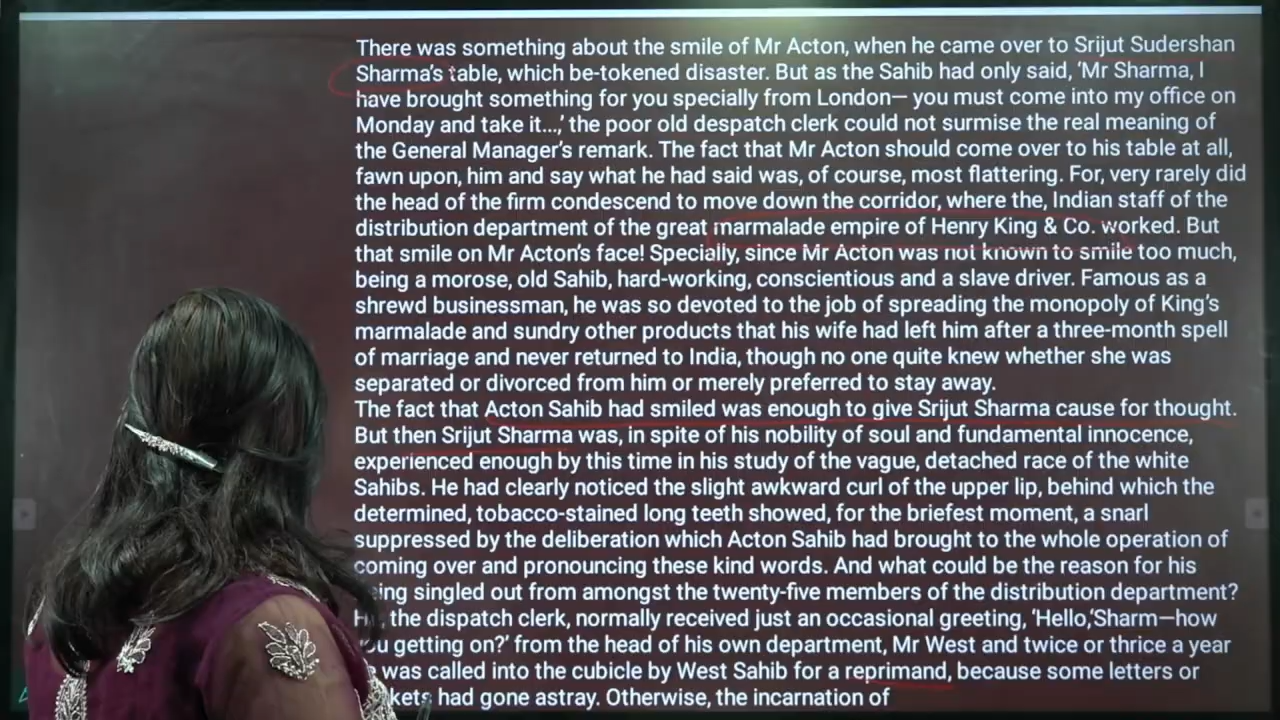 There was something about the smile of Mr Acton, when he came over to Srijut Sudershan
Sharma's table, which be-tokened disaster. But as the Sahib had only said, 'Mr Sharma, I
have brought something for you specially from London— you must come into my office on
Monday and take it...,' the poor old despatch clerk could not surmise the real meaning of
the General Manager's remark. The fact that Mr Acton should come over to his table at all,
fawn upon, him and say what he had said was, of course, most flattering. For, very rarely did
the head of the firm condescend to move down the corridor, where the, Indian staff of the
distribution department of the great marmalade empire of Henry King & Co. worked. But
that smile on Mr Acton's face! Specially, since Mr Acton was not known to smile too much,
being a morose, old Sahib, hard-working, conscientious and a slave driver. Famous as a
shrewd businessman, he was so devoted to the job of spreading the monopoly of King's
marmalade and sundry other products that his wife had left him after a three-month spell
of marriage and never returned to India, though no one quite knew whether she was
separated or divorced from him or merely preferred to stay away.
The fact that Acton Sahib had smiled was enough to give Srijut Sharma cause for thought.
But then Srijut Sharma was, in spite of his nobility of soul and fundamental innocence,
experienced enough by this time in his study of the vague, detached race of the white
Sahibs. He had clearly noticed the slight awkward curl of the upper lip, behind which the
determined, tobacco-stained long teeth showed, for the briefest moment, a snarl
suppressed by the deliberation which Acton Sahib had brought to the whole operation of
coming over and pronouncing these kind words. And what could be the reason for his
singled out from amongst the twenty-five members of the distribution department?
the dispatch clerk, normally received just an occasional greeting, 'Hello,'Sharm—how
getting on?' from the head of his own department, Mr West and twice or thrice a year
was called into the cubicle by West Sahib for a reprimand, because some letters or
had gone astray. Otherwise, the incarnation of